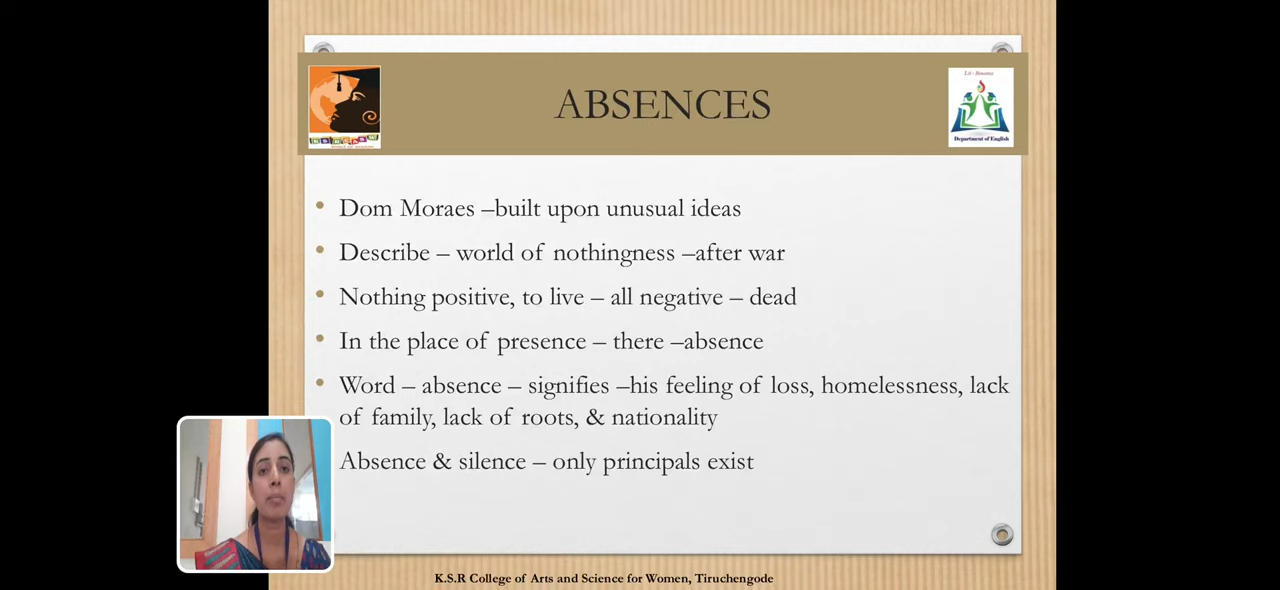 ABSENCES
Lit - Binoma
Department of English
Dom Moraes –built upon unusual ideas
Describe – world of nothingness –after war
Nothing positive, to live – all negative – dead
In the place of presence – there –absence
Word – absence – signifies –his feeling of loss, homelessness, lack
of family, lack of roots, & nationality
Absence & silence – only principals exist
K.S.R College of Arts and Science for Women, Tiruchengode